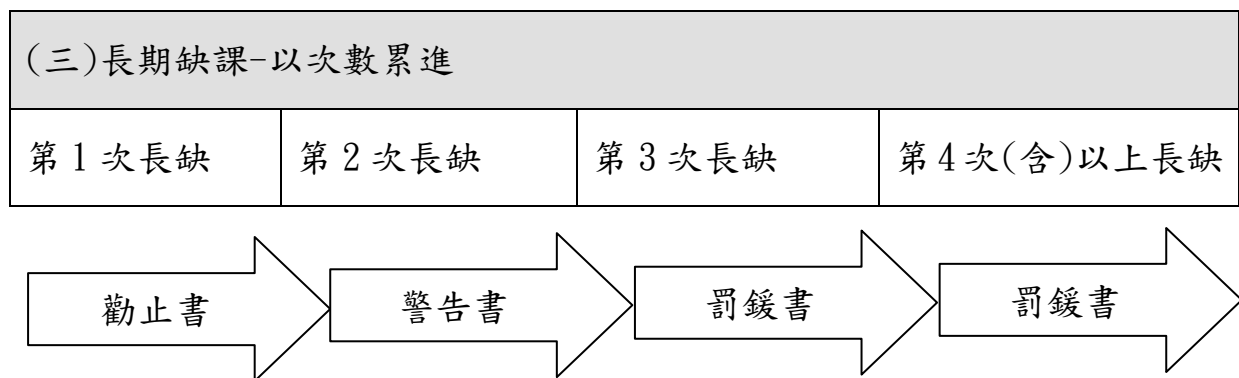 (三)長期缺課-以次數累進
第1次長缺 第2次長缺 第3次長缺 第4次(含)以上長缺
勸止書 警告書 罰鍰書 罰鍰書